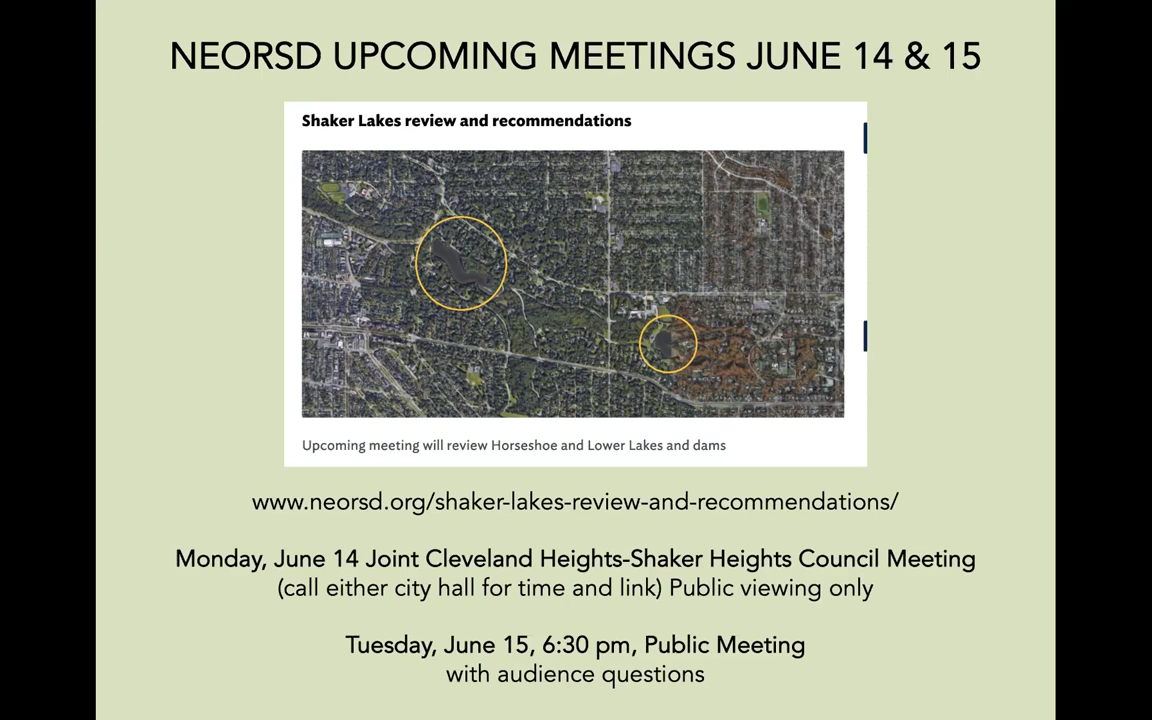 NEORSD UPCOMING MEETINGS JUNE 14 & 15
Shaker Lakes review and recommendations
Upcoming meeting will review Horseshoe and Lower Lakes and dams
www.neorsd.org/shaker-lakes-review-and-recommendations/
Monday, June 14 Joint Cleveland Heights-Shaker Heights Council Meeting
(call either city hall for time and link) Public viewing only
Tuesday, June 15, 6:30 pm, Public Meeting
with audience questions